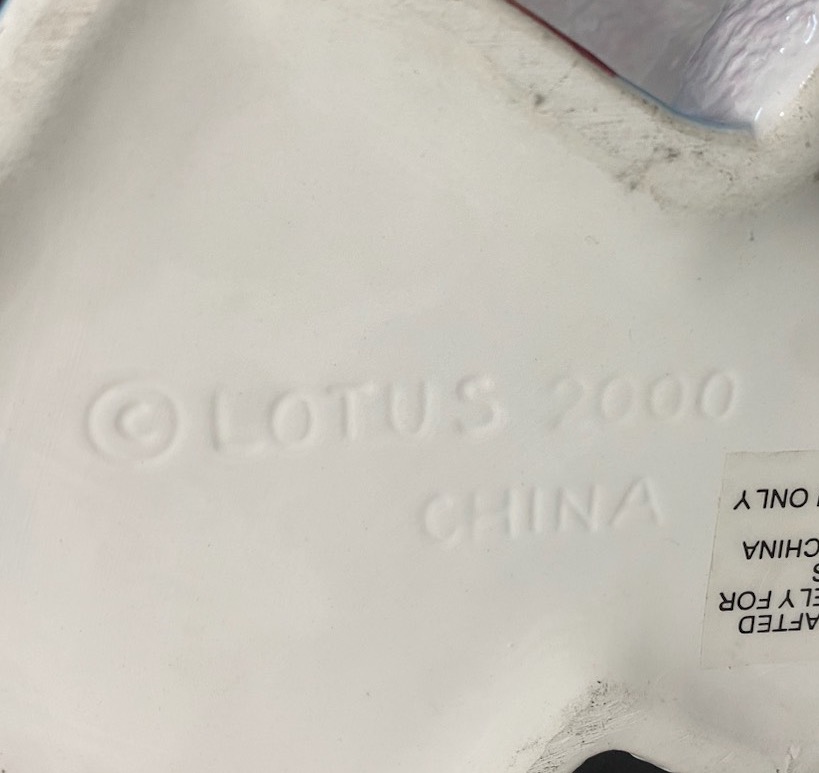 ©LOTUS 2000
CHINA
AFTED
ELY FOR
S
CHINA
ONLY